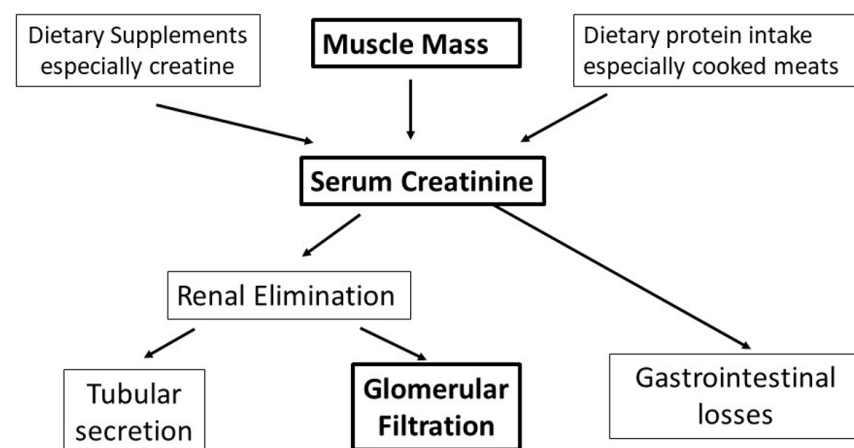 Dietary Supplements
especially creatine
Muscle Mass
Dietary protein intake
especially cooked meats
Serum Creatinine
Renal Elimination
Tubular
secretion
Glomerular
Filtration
Gastrointestinal
losses